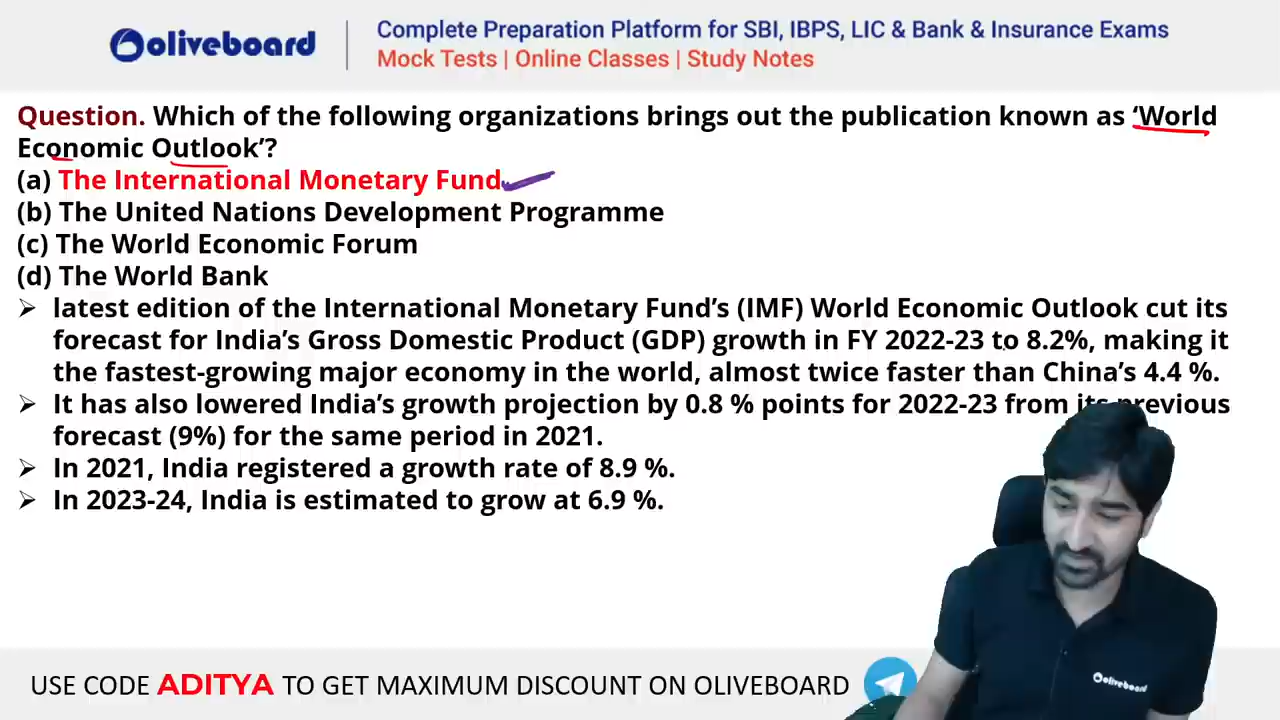 oliveboard
Complete Preparation Platform for SBI, IBPS, LIC & Bank & Insurance Exams
Mock Tests | Online Classes | Study Notes
Question. Which of the following organizations brings out the publication known as ‘World
Economic Outlook’?
(a) The International Monetary Fund
(b) The United Nations Development Programme
(c) The World Economic Forum
(d) The World Bank
➢ latest edition of the International Monetary Fund’s (IMF) World Economic Outlook cut its
forecast for India’s Gross Domestic Product (GDP) growth in FY 2022-23 to 8.2%, making it
the fastest-growing major economy in the world, almost twice faster than China’s 4.4 %.
➢ It has also lowered India’s growth projection by 0.8 % points for 2022-23 from its previous
forecast (9%) for the same period in 2021.
➢ In 2021, India registered a growth rate of 8.9 %.
➢ In 2023-24, India is estimated to grow at 6.9 %.
oliveboard
USE CODE ADITYA TO GET MAXIMUM DISCOUNT ON OLIVEBOARD